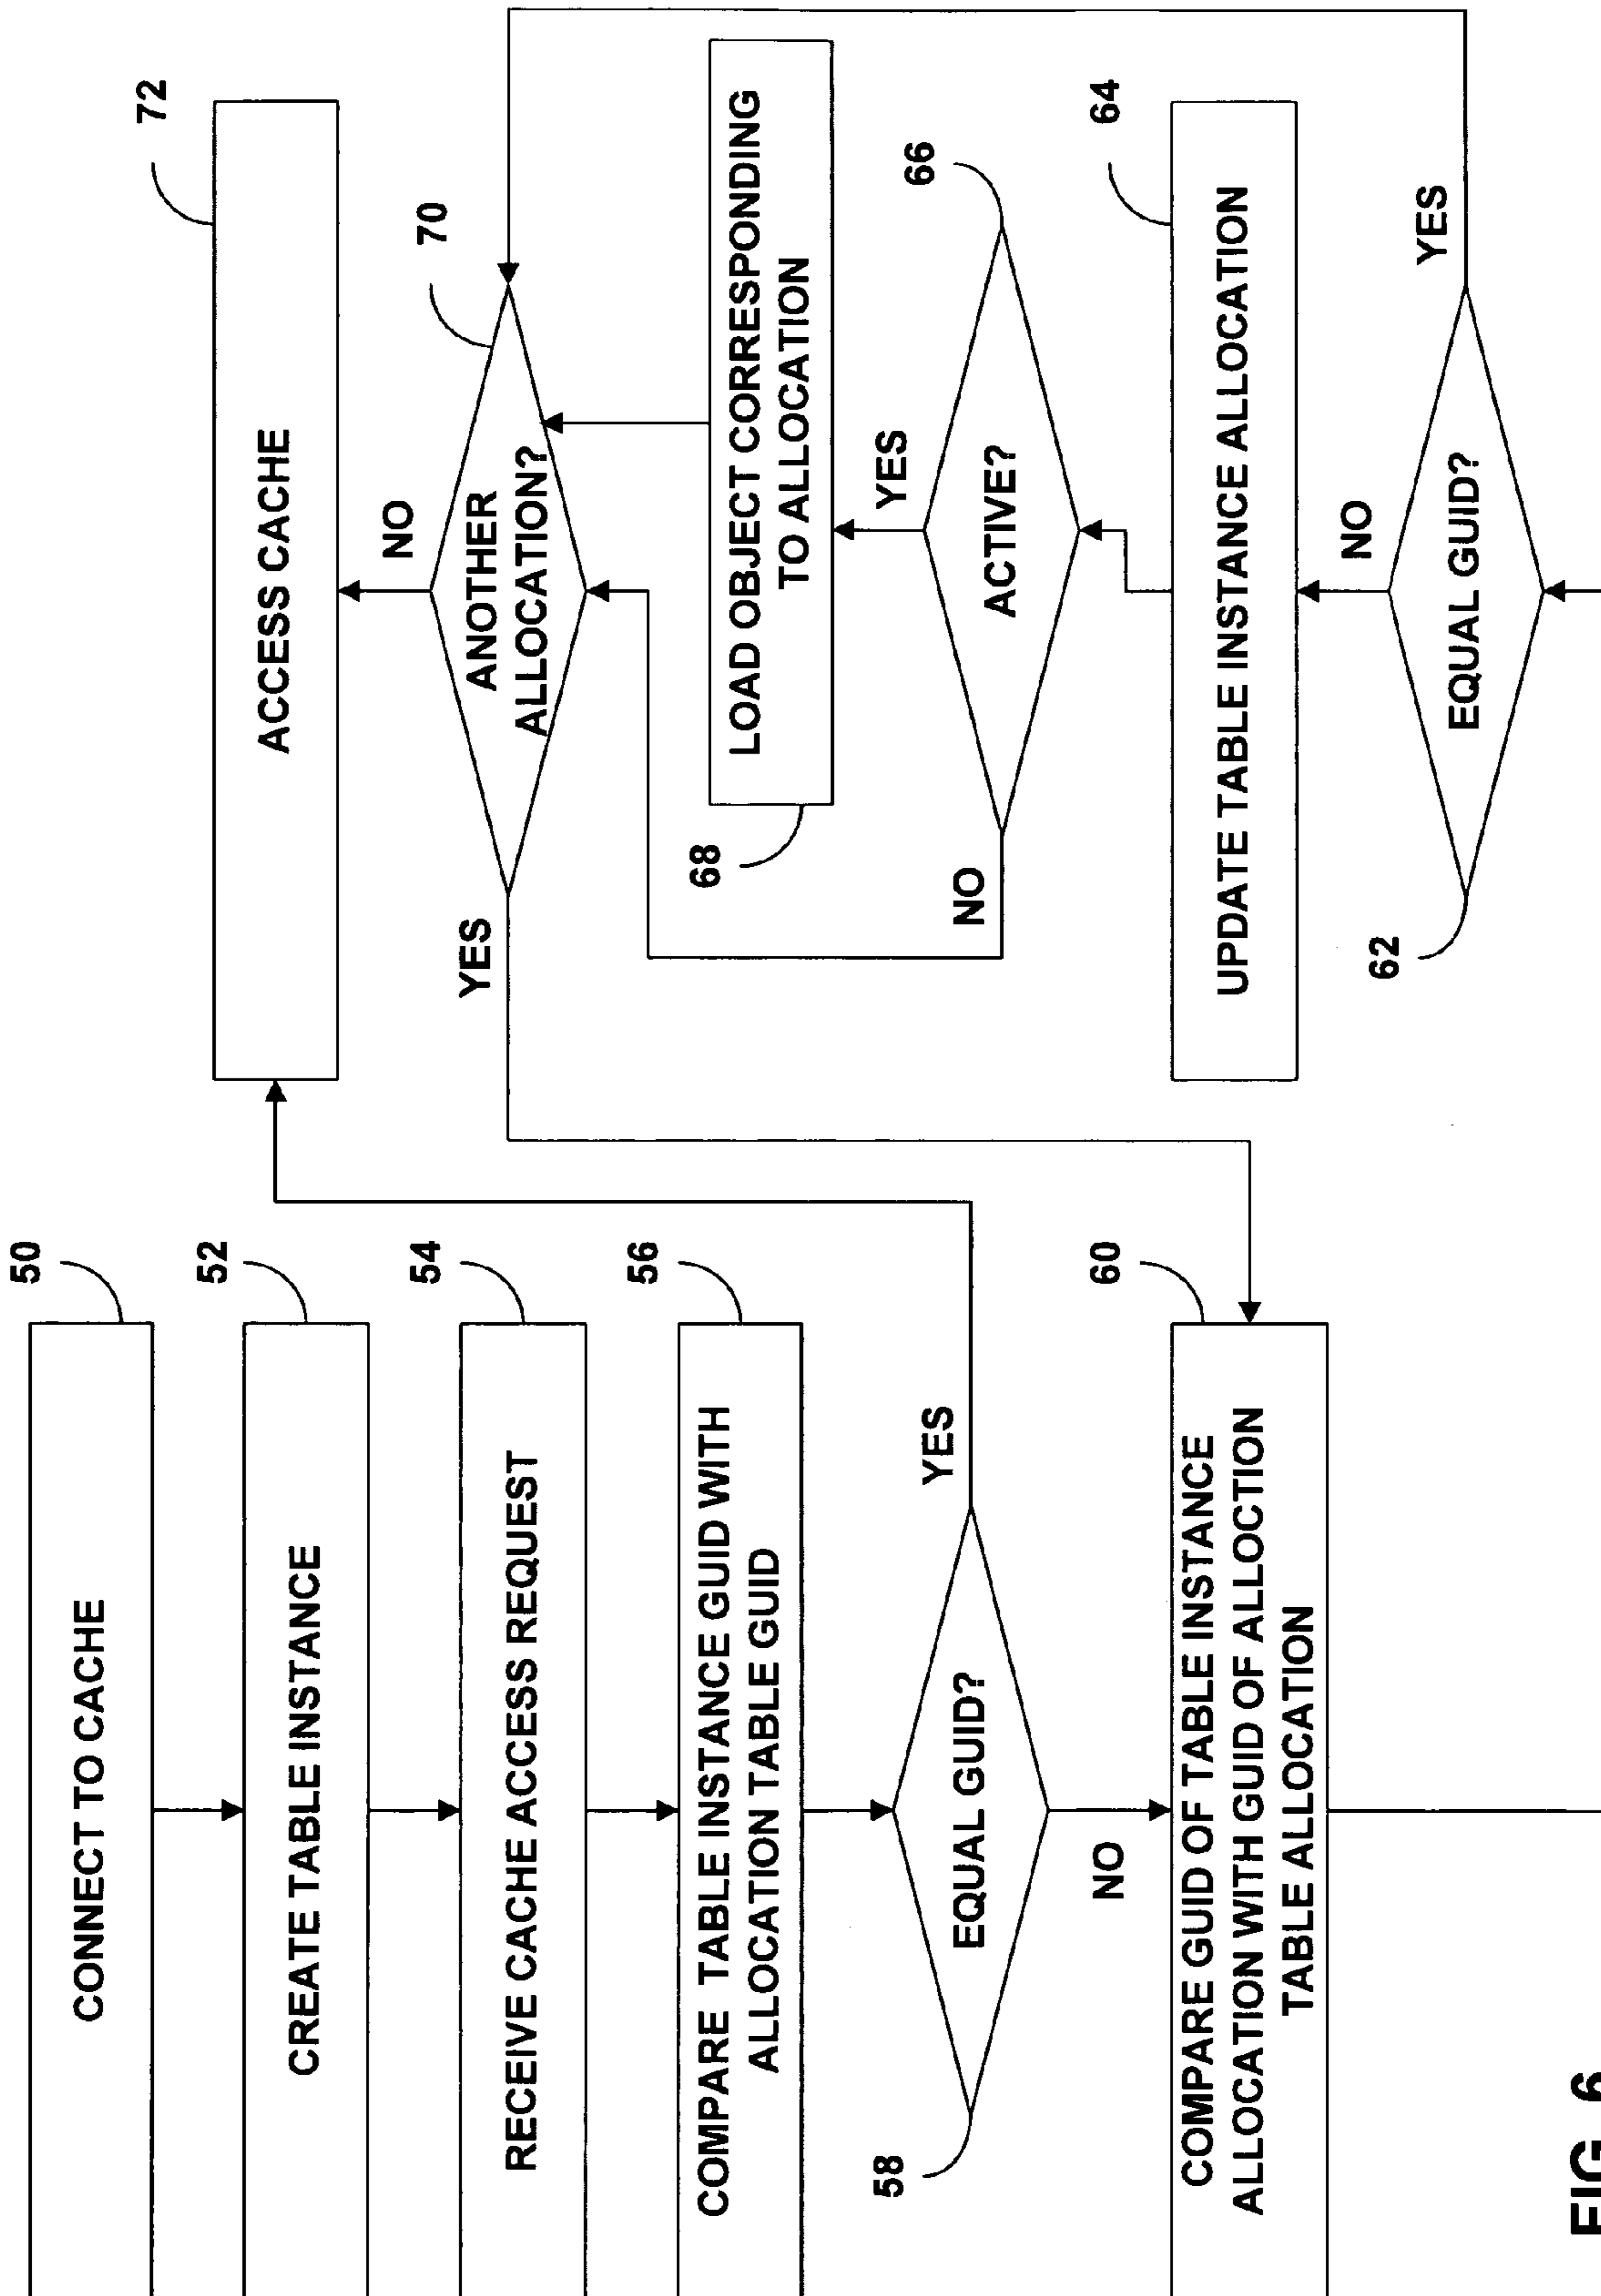 50
CONNECT TO CACHE
52
CREATE TABLE INSTANCE
54
RECEIVE CACHE ACCESS REQUEST
56
COMPARE TABLE INSTANCE GUID WITH
ALLOCATION TABLE GUID
58
EQUAL GUID?
YES
NO
60
COMPARE GUID OF TABLE INSTANCE
ALLOCATION WITH GUID OF ALLOCTION
TABLE ALLOCATION
72
ACCESS CACHE
NO
70
ANOTHER
ALLOCATION?
YES
68
LOAD OBJECT CORRESPONDING
TO ALLOCATION
YES
66
ACTIVE?
NO
64
UPDATE TABLE INSTANCE ALLOCATION
NO
62
EQUAL GUID?
YES
FIG. 6